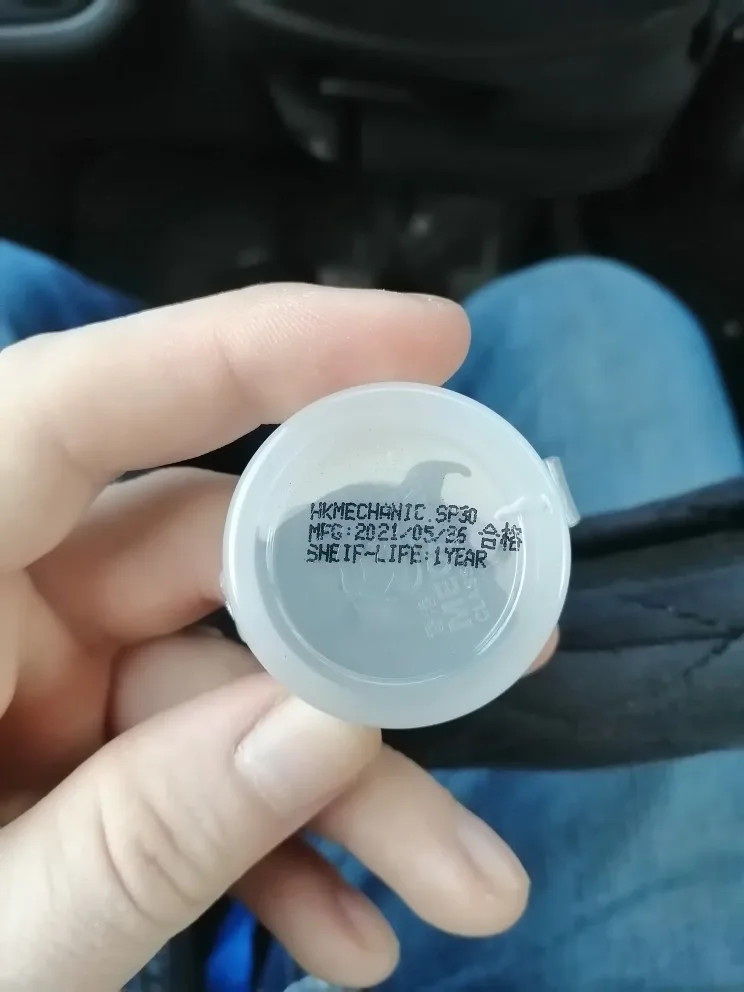 HKMECHANIC SP30
MFG:2021/05/26 合格
SHEIF-LIFE:1YEAR